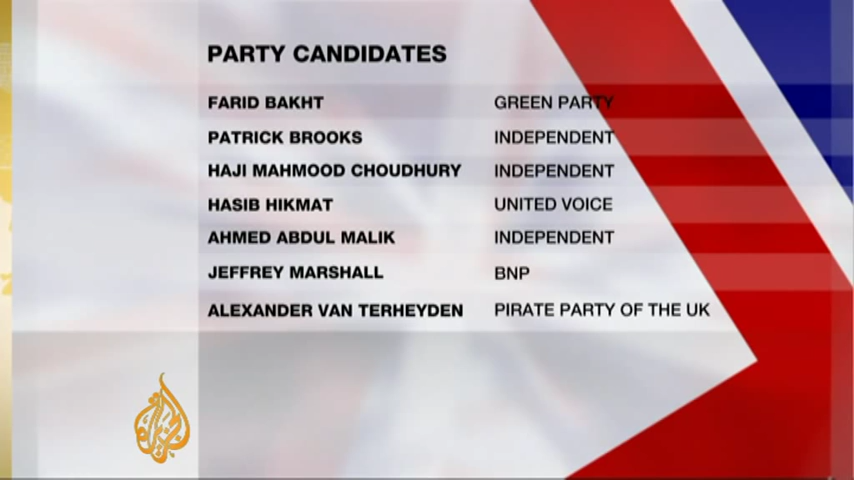 PARTY CANDIDATES
FARID BAKHT GREEN PARTY
PATRICK BROOKS INDEPENDENT
HAJI MAHMOOD CHOUDHURY INDEPENDENT
HASIB HIKMAT UNITED VOICE
AHMED ABDUL MALIK INDEPENDENT
JEFFREY MARSHALL BNP
ALEXANDER VAN TERHEYDEN PIRATE PARTY OF THE UK
الجزيرة